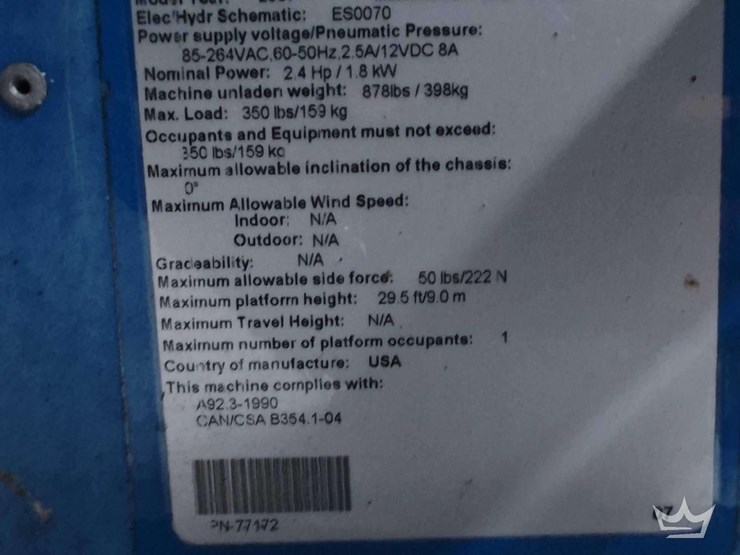 Elec/Hydr Schematic: ES0070
Power supply voltage/Pneumatic Pressure:
85-264VAC,60-50Hz,2.5A/12VDC 8A
Nominal Power: 2.4 Hp / 1.8 kW
Machine unladen weight: 878lbs / 398kg
Max. Load: 350 lbs/159 kg
Occupants and Equipment must not exceed:
350 lbs/159 kg
Maximum allowable inclination of the chassis:
0°
Maximum Allowable Wind Speed:
Indoor: N/A
Outdoor: N/A
Gradeability: N/A
Maximum allowable side force: 50 lbs/222 N
Maximum platform height: 29.5 ft/9.0 m
Maximum Travel Height: N/A
Maximum number of platform occupants: 1
Country of manufacture: USA
This machine complies with:
A92.3-1990
CAN/CSA B354.1-04
PN-77172